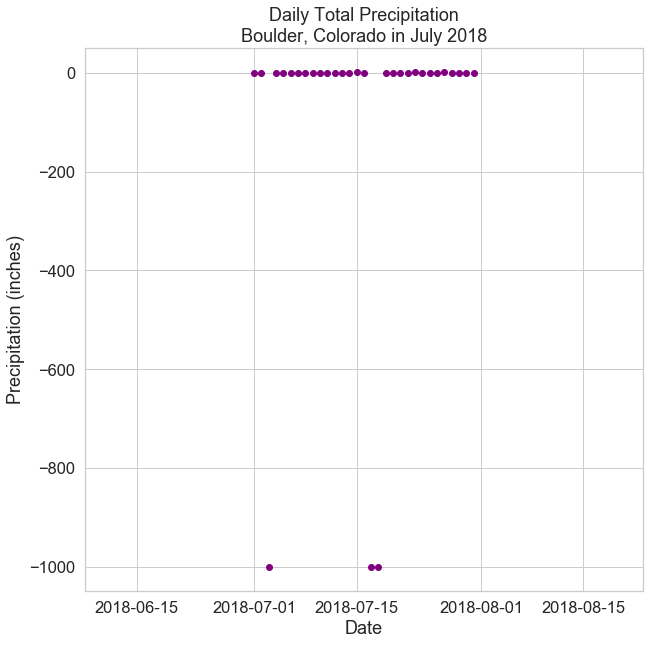 Daily Total Precipitation
Boulder, Colorado in July 2018
Precipitation (inches)
0
−200
−400
−600
−800
−1000
2018-06-15
2018-07-01
2018-07-15
2018-08-01
2018-08-15
Date